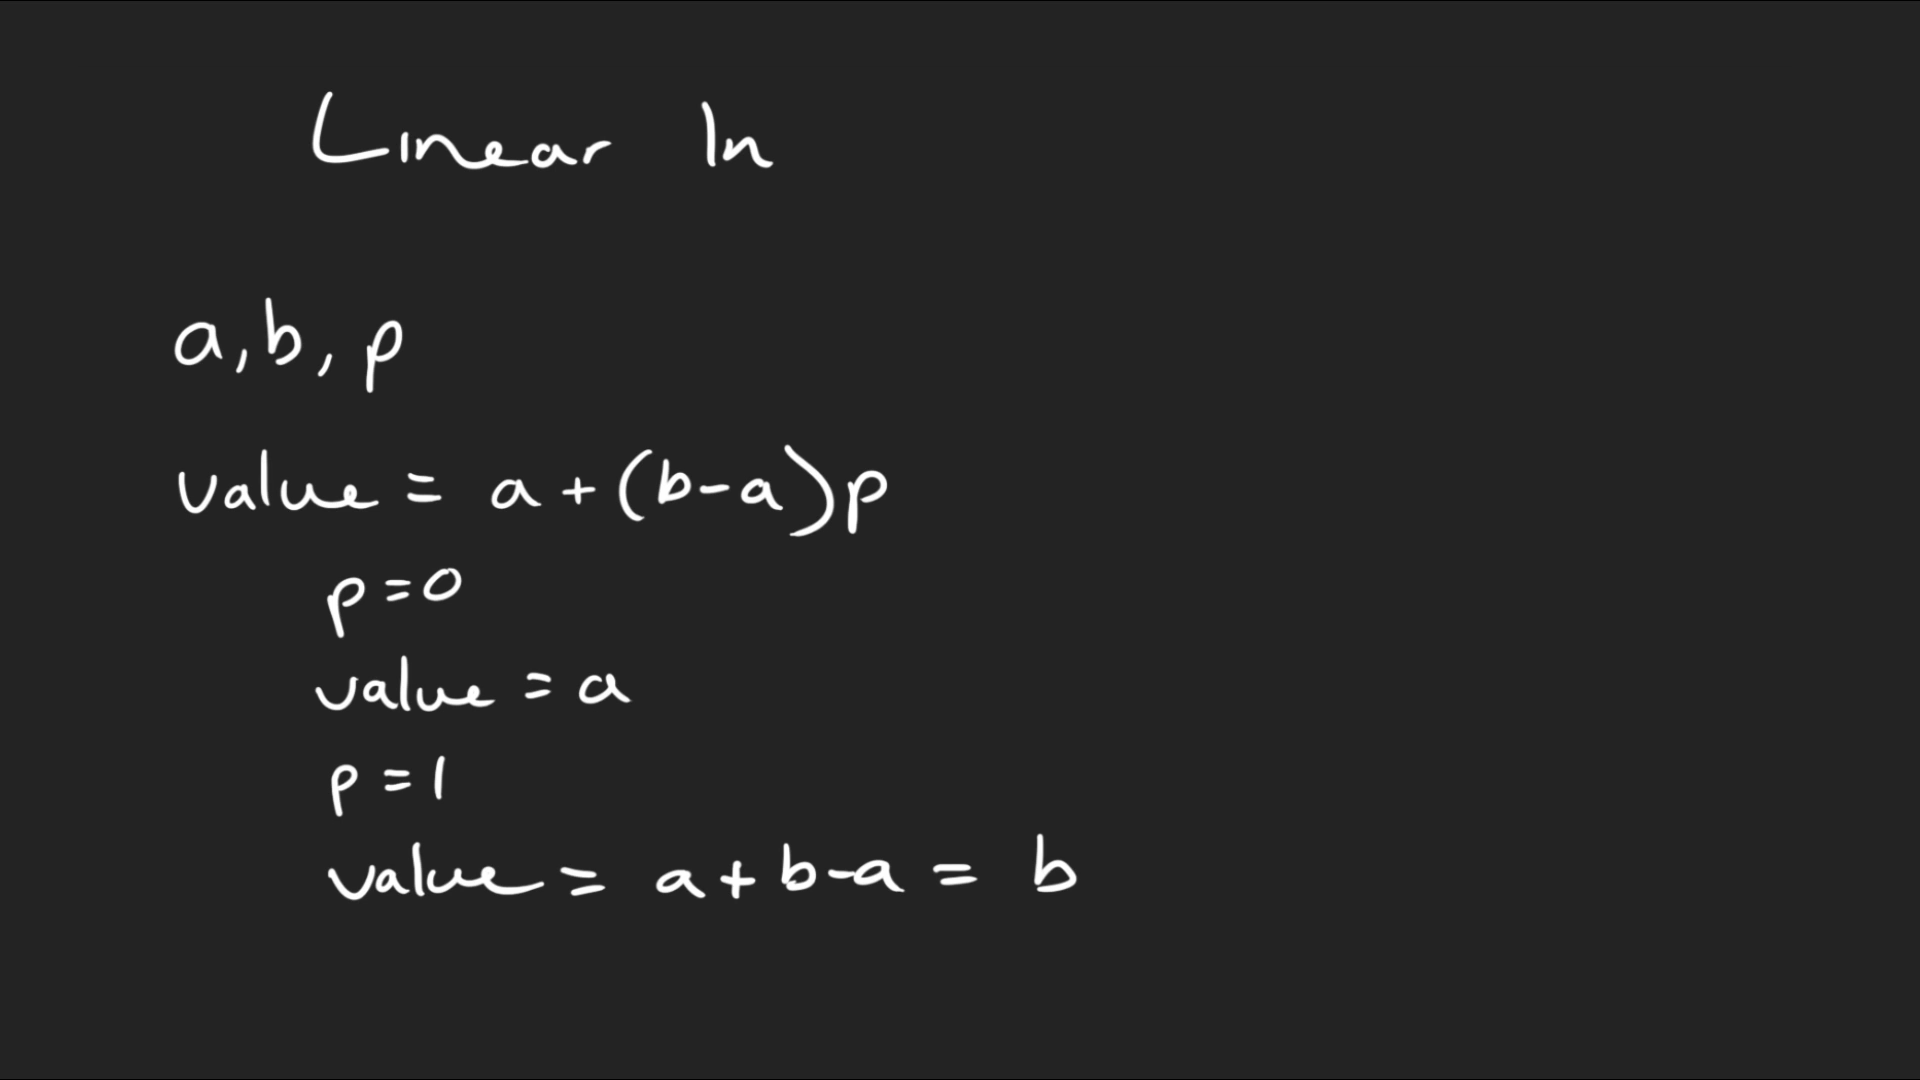 Linear In
a, b, p
value = a + (b-a)p
p=0
value = a
p = 1
value = a + b-a = b